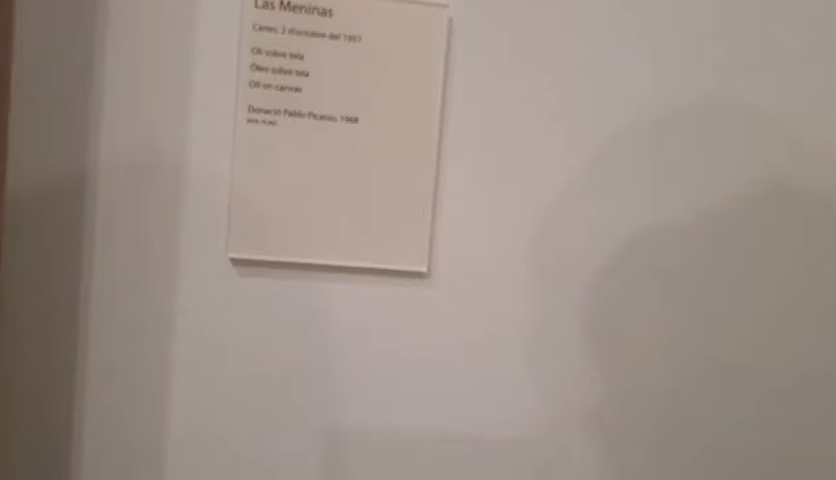 Las Meninas
Canes, 2 d'octubre del 1957
Oli sobre tela
Óleo sobre tela
Oil on canvas
Donació Pablo Picasso, 1968